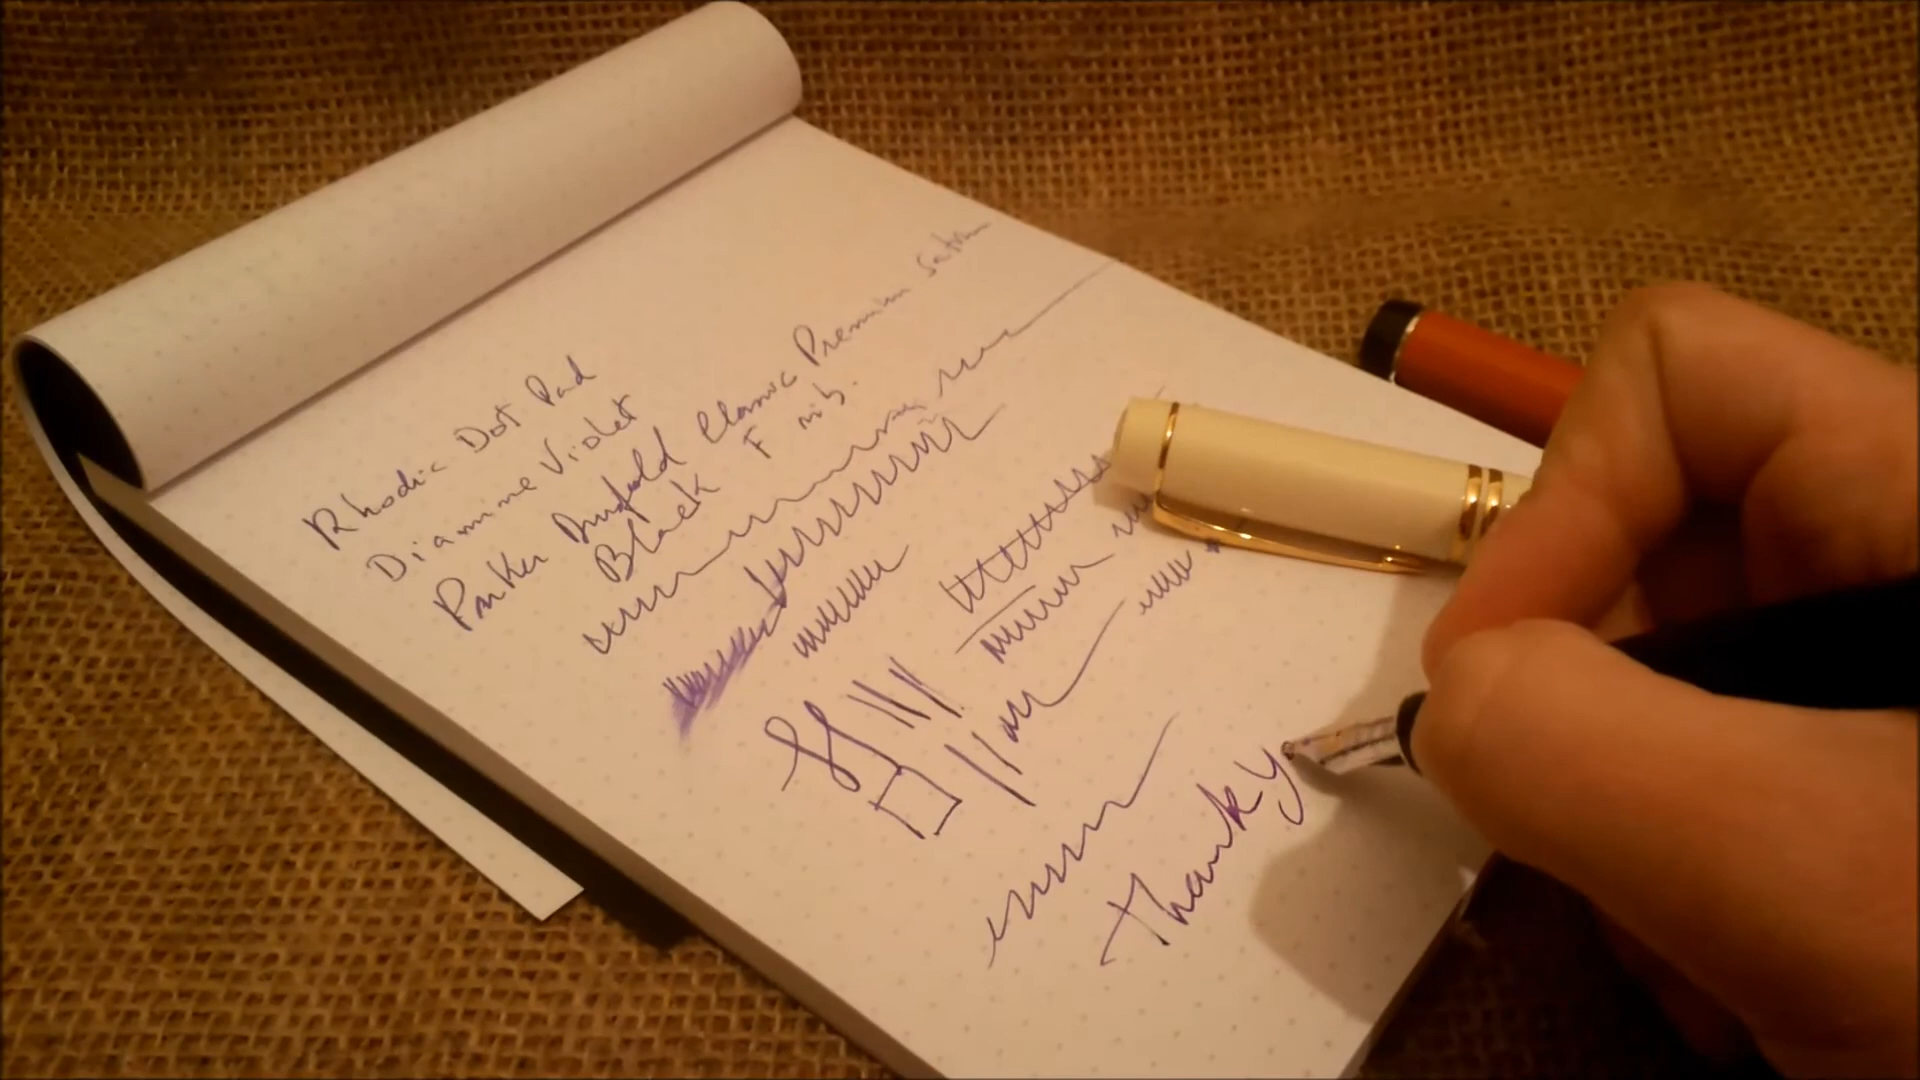 Rhodia Dot Pad
Diamine Violet
Parker Duofold Classic Premium
Black F nib.
Thank y